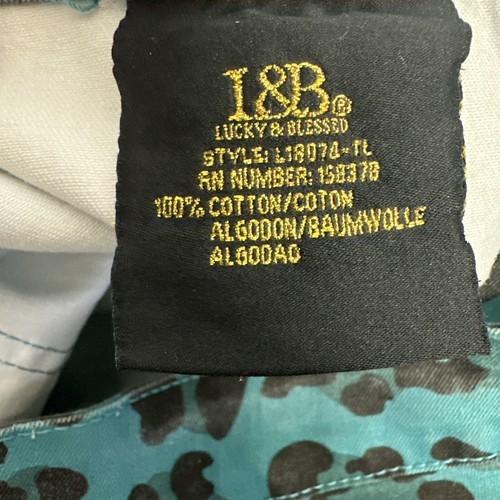 L&B®
LUCKY & BLESSED
STYLE: L18074-TL
RN NUMBER: 158378
100% COTTON/COTON
ALGODON/BAUMWOLLE
ALGODAO